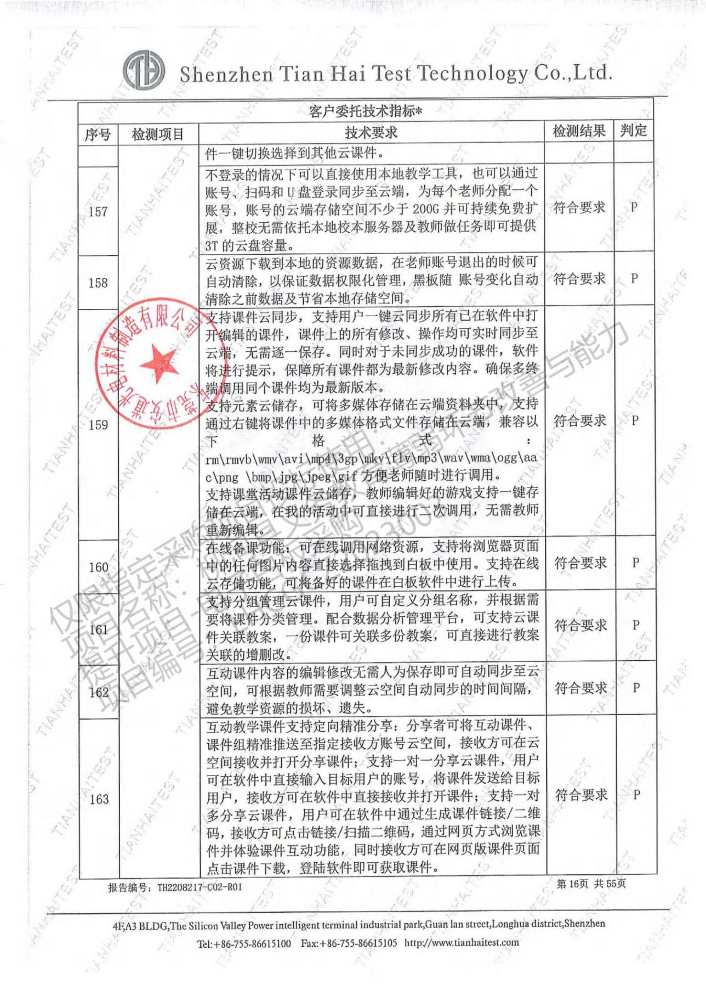 Shenzhen Tian Hai Test Technology Co.,Ltd.
客户委托技术指标*
序号 检测项目 技术要求 检测结果 判定
件一键切换选择到其他云课件。
157
不登录的情况下可以直接使用本地教学工具，也可以通过
账号、扫码和 U 盘登录同步至云端，为每个老师分配一个
账号，账号的云端存储空间不少于 200G 并可持续免费扩
展，整校无需依托本地校本服务器及教师做任务即可提供
3T 的云盘容量。
符合要求 P
158
云资源下载到本地的资源数据，在老师账号退出的时候可
自动清除，以保证数据权限化管理，黑板随 账号变化自动
清除之前数据及节省本地存储空间。
符合要求 P
159
支持课件云同步，支持用户一键云同步所有已在软件中打
开编辑的课件，课件上的所有修改、操作均可实时同步至
云端，无需逐一保存。同时对于未同步成功的课件，软件
将进行提示，保障所有课件都为最新修改内容。确保多终
端调用同个课件均为最新版本。
支持元素云储存，可将多媒体存储在云端资料夹中，支持
通过右键将课件中的多媒体格式文件存储在云端，兼容以
下 格 式 ：
rm\rmvb\wmv\avi\mp4\3gp\mkv\flv\mp3\wav\wma\ogg\aa
c\png \bmp\jpg\jpeg\gif 方便老师随时进行调用。
支持课堂活动课件云储存，教师编辑好的游戏支持一键存
储在云端，在我的活动中可直接进行二次调用，无需教师
重新编辑。
符合要求 P
160
在线备课功能：可在线调用网络资源，支持将浏览器页面
中的任何图片内容直接选择拖拽到白板中使用。支持在线
云存储功能，可将备好的课件在白板软件中进行上传。
符合要求 P
161
支持分组管理云课件，用户可自定义分组名称，并根据需
要将课件分类管理。配合数据分析管理平台，可支持云课
件关联教案，一份课件可关联多份教案，可直接进行教案
关联的增删改。
符合要求 P
162
互动课件内容的编辑修改无需人为保存即可自动同步至云
空间，可根据教师需要调整云空间自动同步的时间间隔，
避免教学资源的损坏、遗失。
符合要求 P
163
互动教学课件支持定向精准分享：分享者可将互动课件、
课件组精准推送至指定接收方账号云空间，接收方可在云
空间接收并打开分享课件；支持一对一分享云课件，用户
可在软件中直接输入目标用户的账号，将课件发送给目标
用户，接收方可在软件中直接接收并打开课件；支持一对
多分享云课件，用户可在软件中通过生成课件链接/二维
码，接收方可点击链接/扫描二维码，通过网页方式浏览课
件并体验课件互动功能，同时接收方可在网页版课件页面
点击课件下载，登陆软件即可获取课件。
符合要求 P
东莞市安道光电材料制造有限公司
报告编号：TH2208217-C02-R01
第 16页 共 55页
4F,A3 BLDG,The Silicon Valley Power intelligent terminal industrial park,Guan lan street,Longhua district,Shenzhen
Tel:+86-755-86615100 Fax:+86-755-86615105 http://www.tianhaitest.com